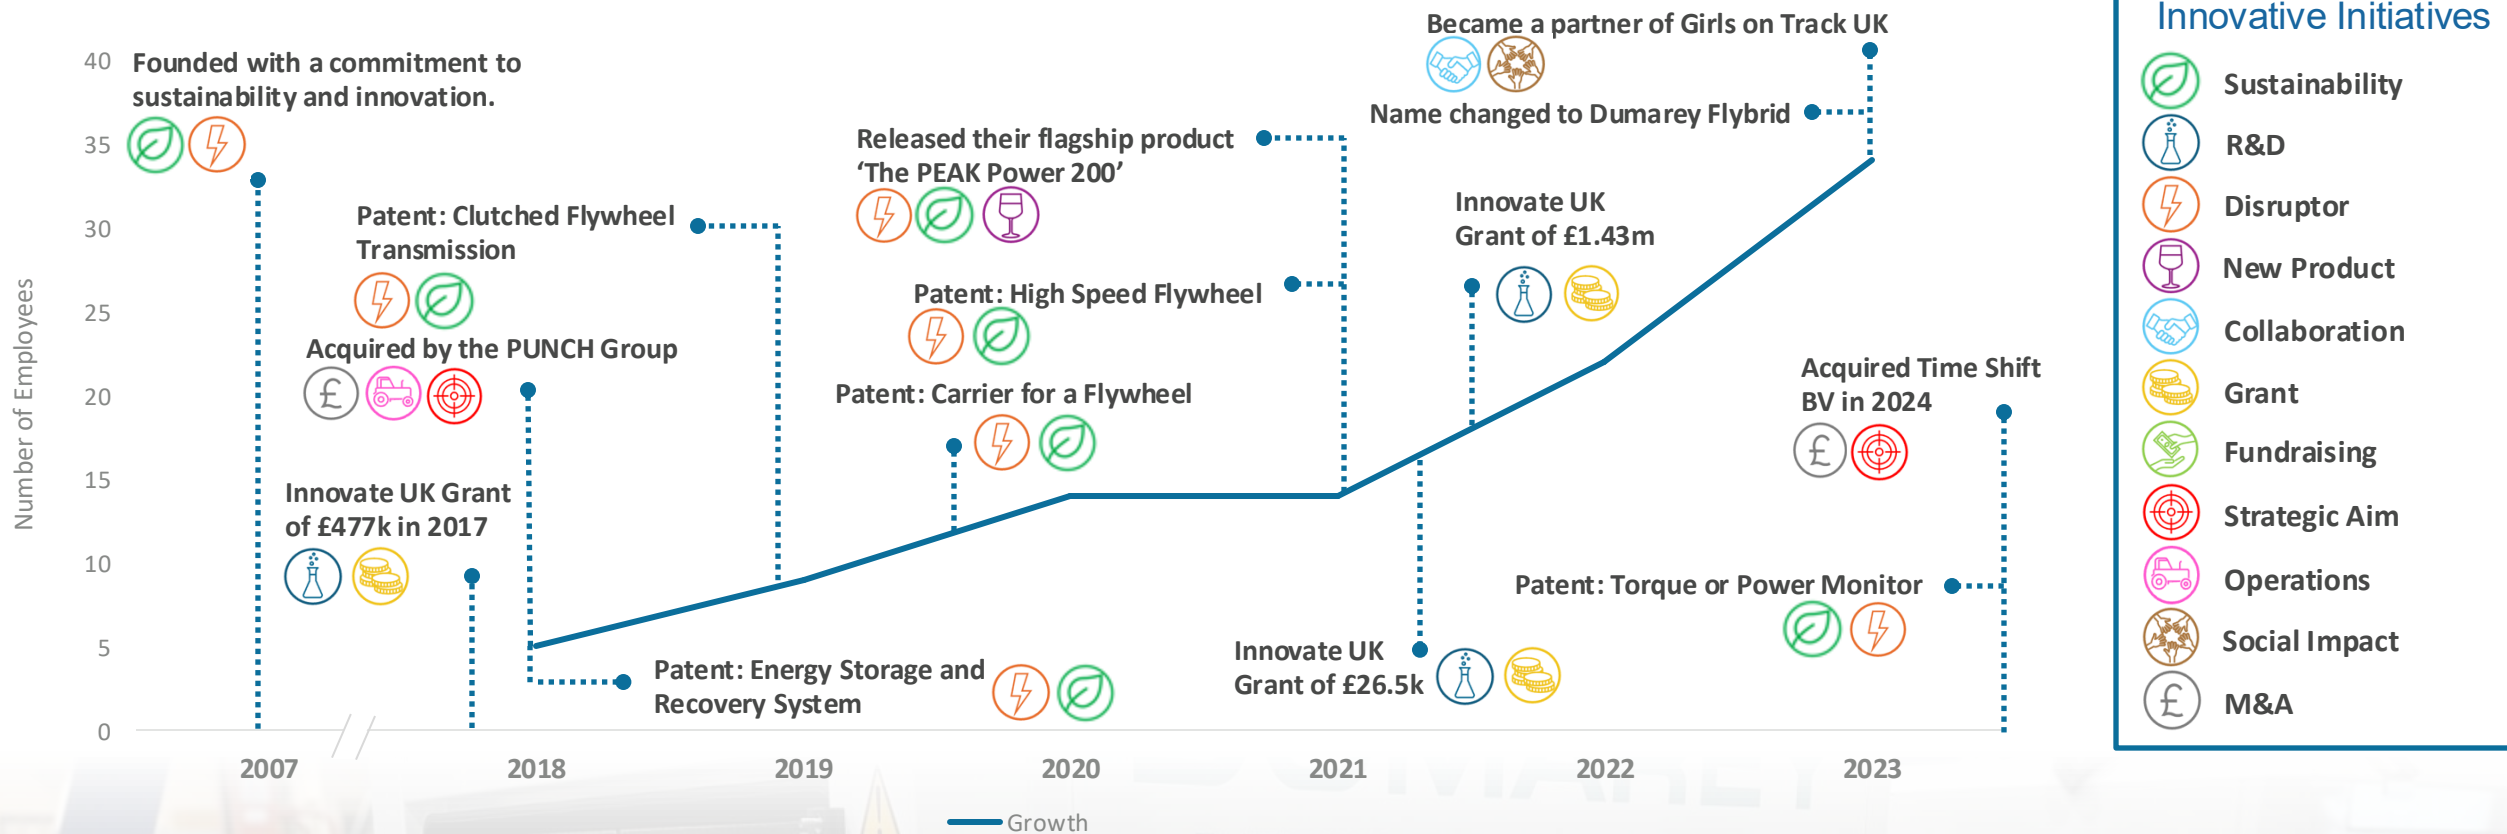 Became a partner of Girls on Track UK
Innovative Initiatives
40
Founded with a commitment to
sustainability and innovation.
Sustainability
Name changed to Dumarey Flybrid
35
Released their flagship product
‘The PEAK Power 200’
R&D
Disruptor
30
Patent: Clutched Flywheel
Transmission
Innovate UK
Grant of £1.43m
New Product
25
Patent: High Speed Flywheel
Collaboration
Number of Employees
Acquired by the PUNCH Group
Acquired Time Shift
BV in 2024
20
Patent: Carrier for a Flywheel
Grant
Fundraising
15
Innovate UK Grant
of £477k in 2017
Strategic Aim
10
Patent: Torque or Power Monitor
Operations
5
Patent: Energy Storage and
Recovery System
Innovate UK
Grant of £26.5k
Social Impact
M&A
0
2007
2018
2019
2020
2021
2022
2023
Growth